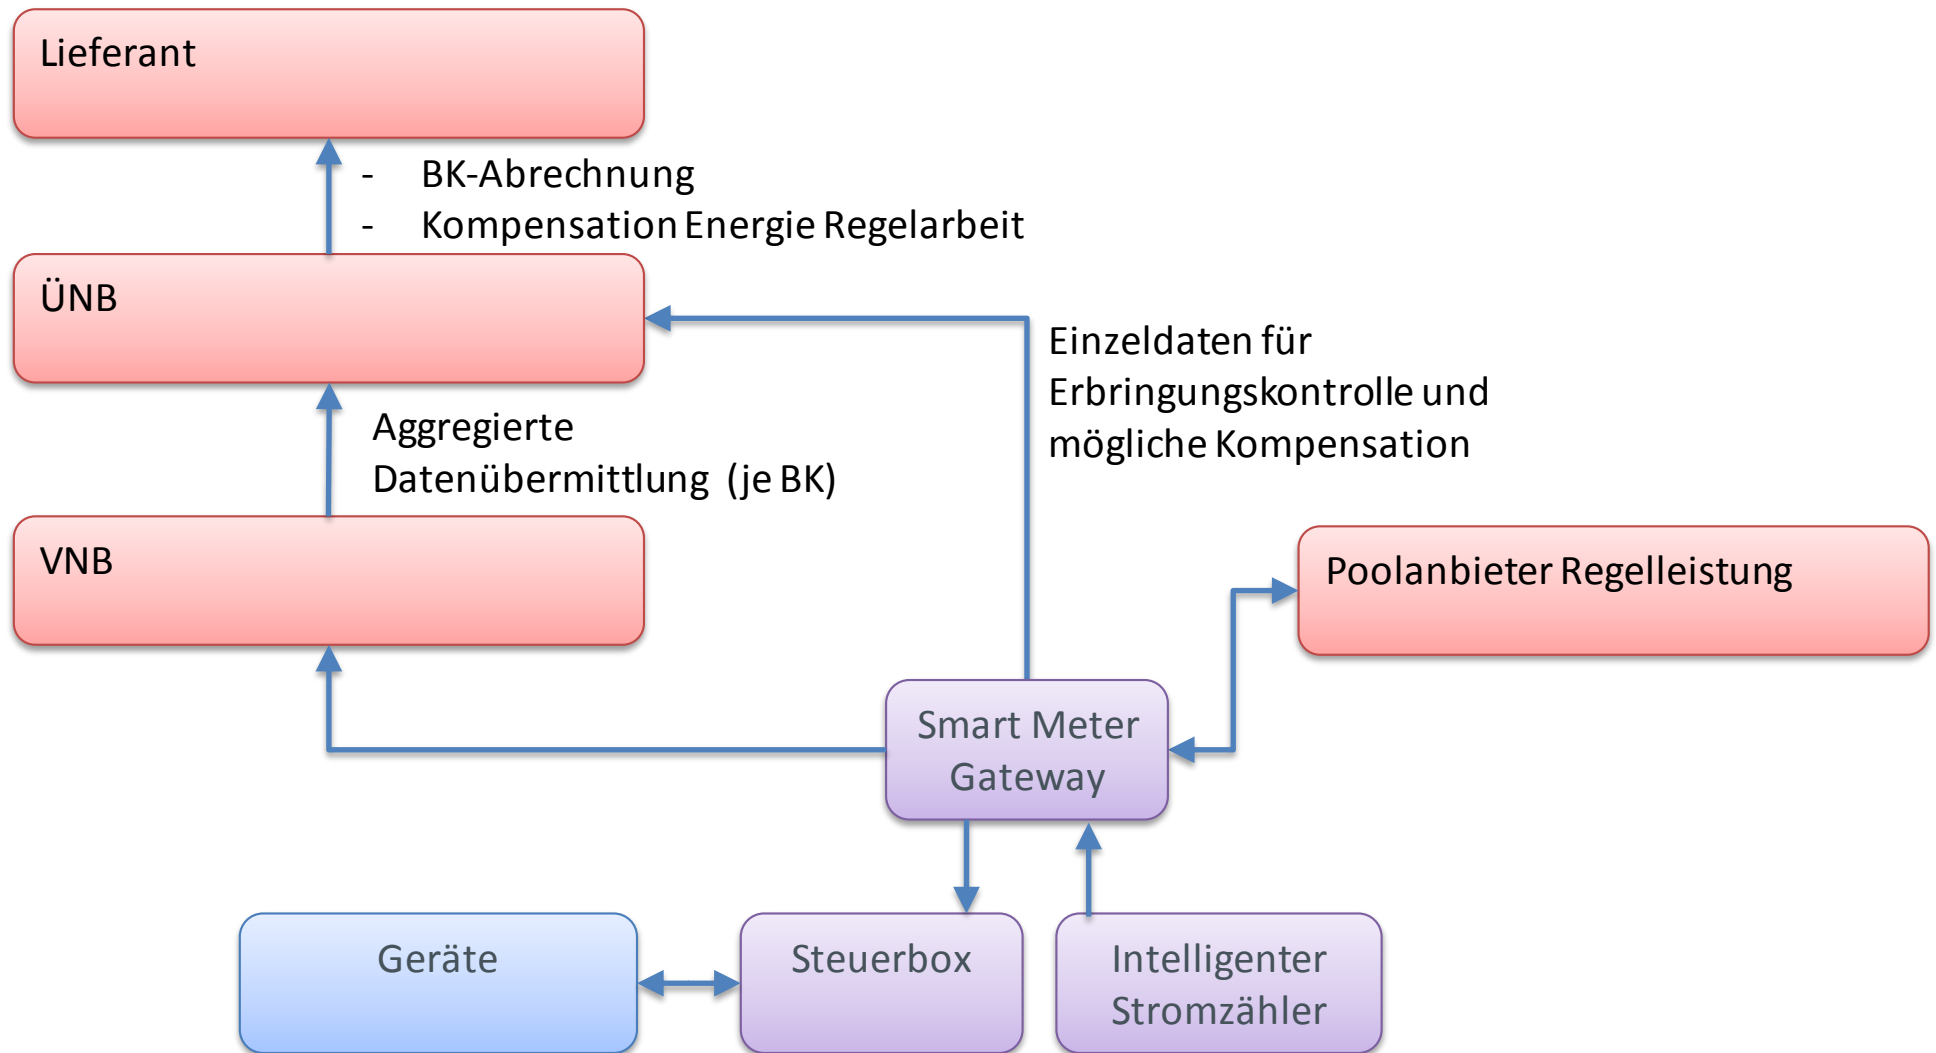 Lieferant
- BK-Abrechnung
- Kompensation Energie Regelarbeit
ÜNB
Einzeldaten für
Erbringungskontrolle und
mögliche Kompensation
Aggregierte
Datenübermittlung (je BK)
VNB
Poolanbieter Regelleistung
Smart Meter
Gateway
Geräte
Steuerbox
Intelligenter
Stromzähler